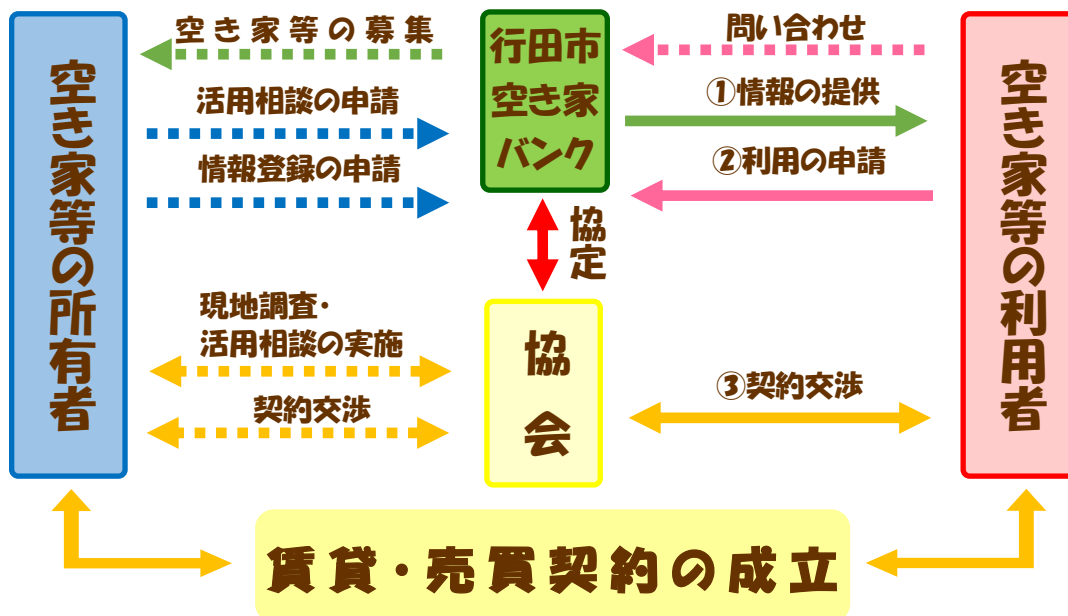 空き家等の所有者
空き家等の募集
活用相談の申請
情報登録の申請
行田市
空き家
バンク
問い合わせ
①情報の提供
②利用の申請
空き家等の利用者
協定
現地調査・
活用相談の実施
契約交渉
協
会
③契約交渉
賃貸・売買契約の成立